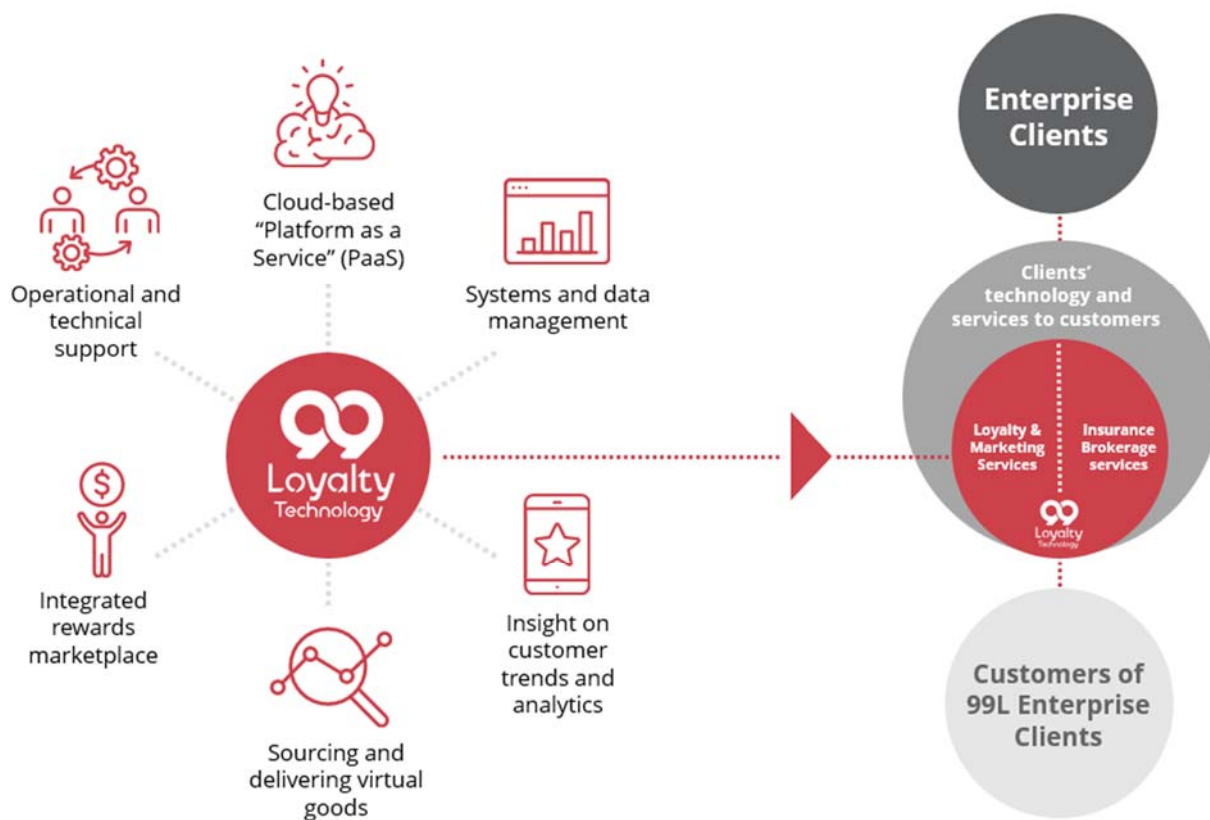 Cloud-based
“Platform as a
Service” (PaaS)
Operational and
technical
support
Systems and data
management
99
Loyalty
Technology
Integrated
rewards
marketplace
$
Insight on
customer
trends and
analytics
Sourcing and
delivering virtual
goods
Enterprise
Clients
Clients’
technology and
services to customers
Loyalty &
Marketing
Services
Insurance
Brokerage
services
99
Loyalty
Technology
Customers of
99L Enterprise
Clients